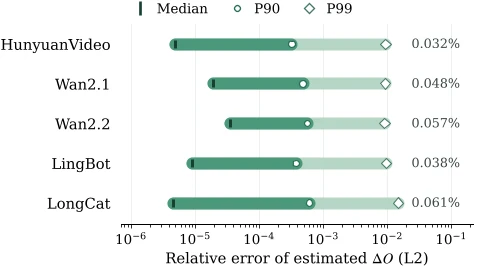 Median P90 P99
HunyuanVideo 0.032%
Wan2.1 0.048%
Wan2.2 0.057%
LingBot 0.038%
LongCat 0.061%
10⁻⁶ 10⁻⁵ 10⁻⁴ 10⁻³ 10⁻² 10⁻¹
Relative error of estimated ΔO (L2)